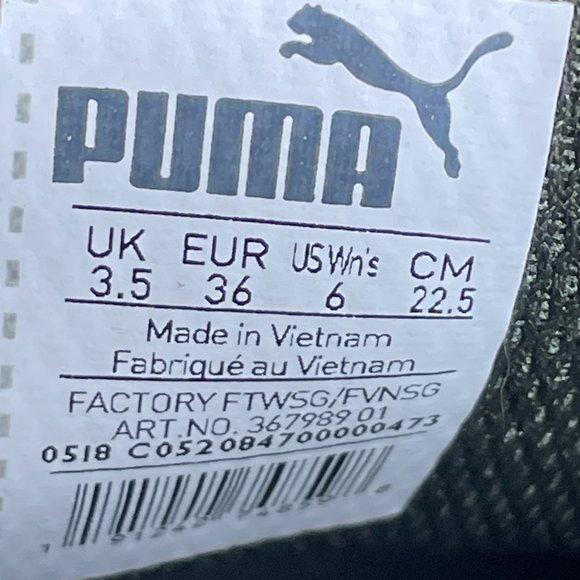 PUMA
UK EUR US Wn's CM
3.5 36 6 22.5
Made in Vietnam
Fabriqué au Vietnam
FACTORY FTWSG/FVNSG
ART.NO. 367989 01
0518 C052084700000473